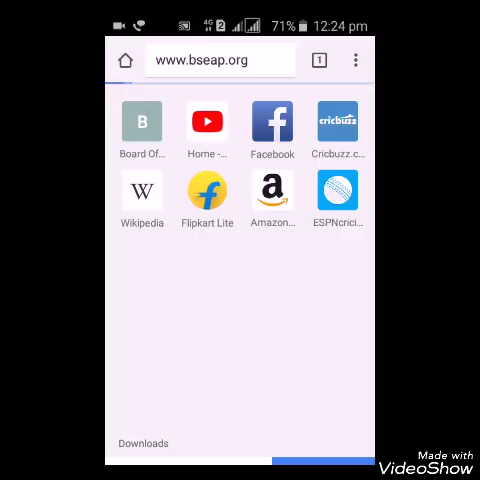 4G 2 71% 12:24 pm
www.bseap.org 1
B f cricbuzz
Board Of... Home -... Facebook Cricbuzz.c...
W f a
Wikipedia Flipkart Lite Amazon... ESPNcrici...
Downloads
Made with
VideoShow